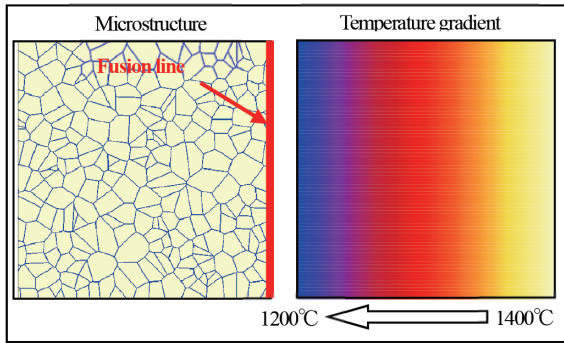 Microstructure
Temperature gradient
Fusion line
1200℃
1400℃